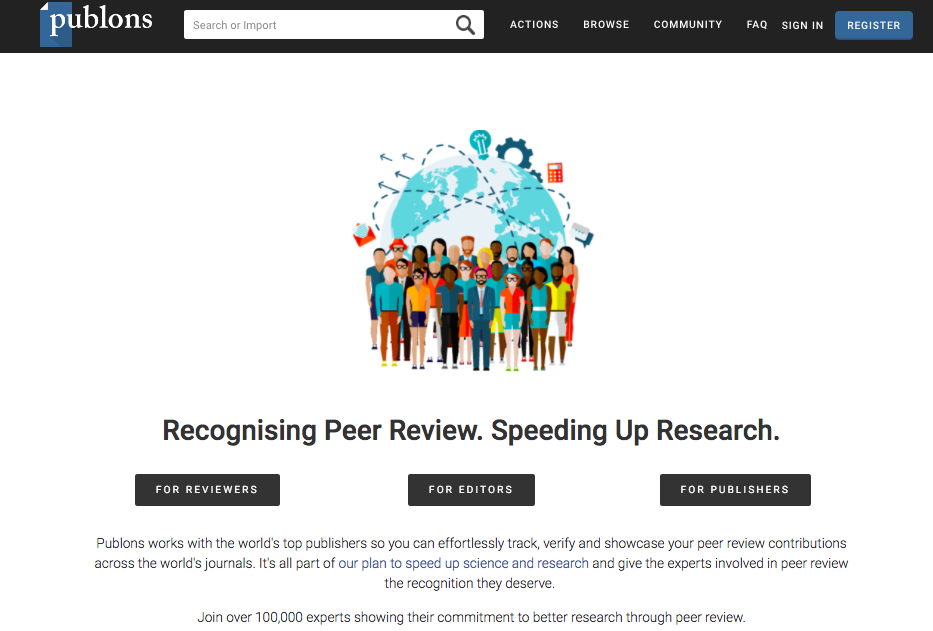 publons
Search or Import
ACTIONS
BROWSE
COMMUNITY
FAQ
SIGN IN
REGISTER
Recognising Peer Review. Speeding Up Research.
FOR REVIEWERS
FOR EDITORS
FOR PUBLISHERS
Publons works with the world's top publishers so you can effortlessly track, verify and showcase your peer review contributions
across the world's journals. It's all part of our plan to speed up science and research and give the experts involved in peer review
the recognition they deserve.
Join over 100,000 experts showing their commitment to better research through peer review.